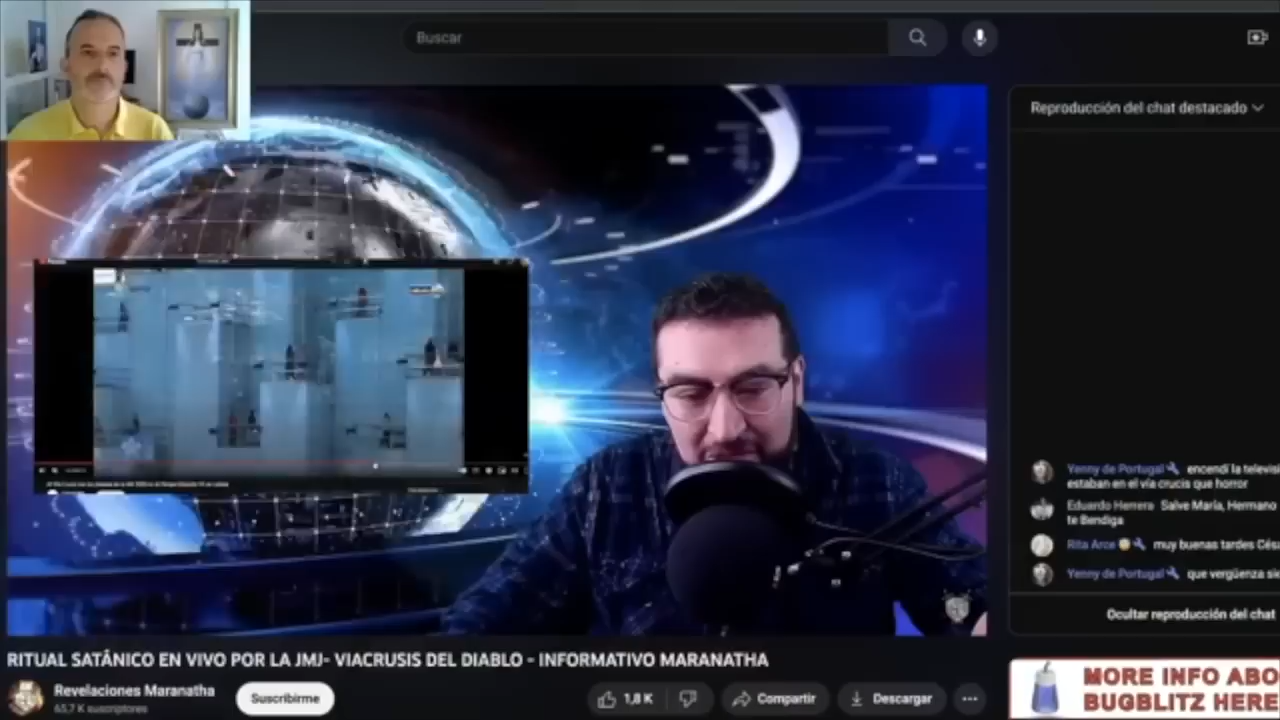 Buscar
Reproducción del chat destacado
Yenny de Portugal encendí la televisi
estaban en el vía crucis que horror
Eduardo Herrera Salve María, Hermano
te Bendiga
Rita Arce muy buenas tardes Césa
Yenny de Portugal que vergüenza sie
Ocultar reproducción del chat
RITUAL SATÁNICO EN VIVO POR LA JMJ- VIACRUSIS DEL DIABLO - INFORMATIVO MARANATHA
Revelaciones Maranatha
65,7 K suscriptores
Suscribirme
1,8 K
Compartir
Descargar
MORE INFO ABO
BUGBLITZ HERE